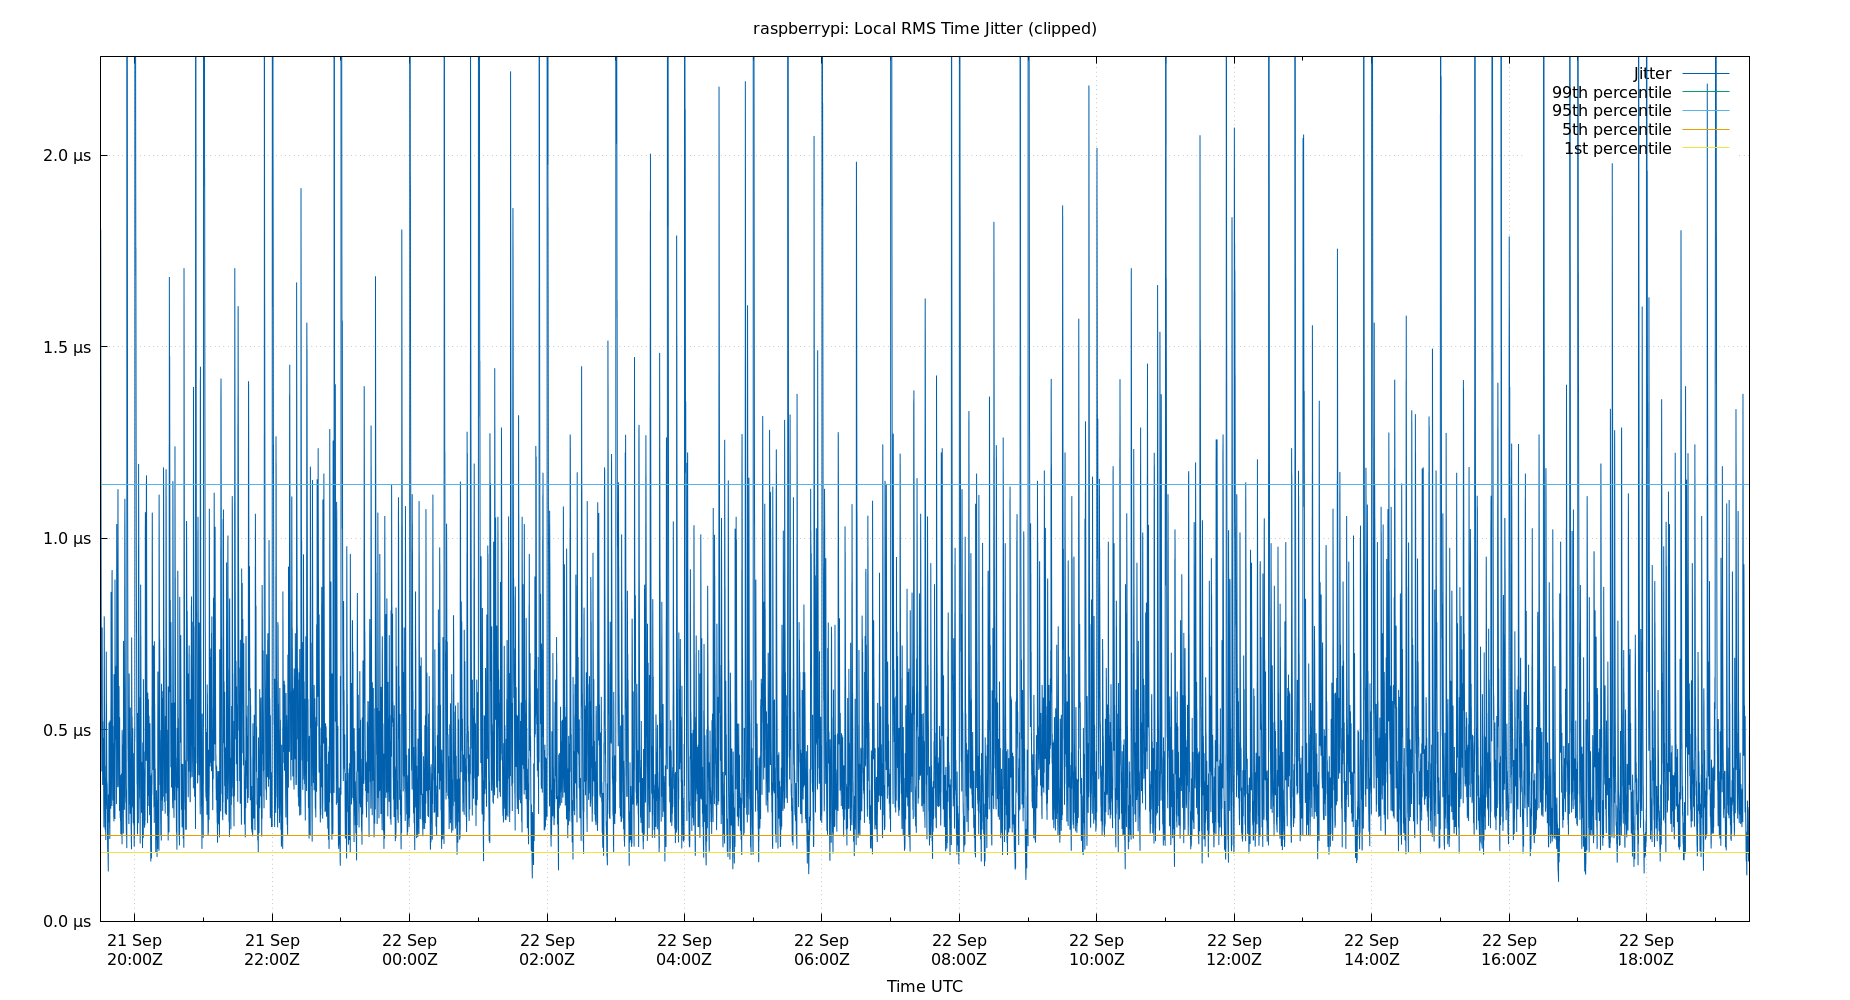 raspberrypi: Local RMS Time Jitter (clipped)
Jitter
99th percentile
95th percentile
5th percentile
1st percentile
2.0 µs
1.5 µs
1.0 µs
0.5 µs
0.0 µs
21 Sep 21 Sep 22 Sep 22 Sep 22 Sep 22 Sep 22 Sep 22 Sep 22 Sep 22 Sep 22 Sep 22 Sep
20:00Z 22:00Z 00:00Z 02:00Z 04:00Z 06:00Z 08:00Z 10:00Z 12:00Z 14:00Z 16:00Z 18:00Z
Time UTC